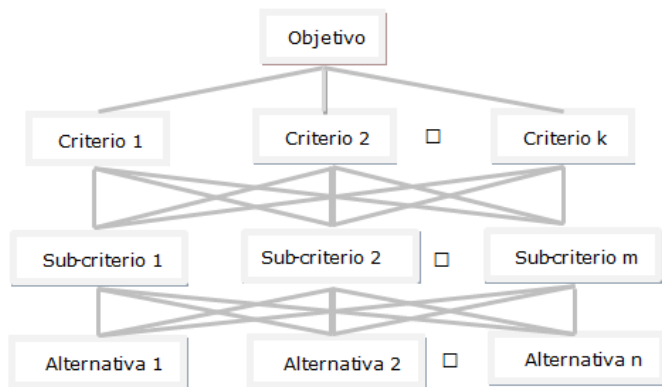 Objetivo
Criterio 1
Criterio 2
□
Criterio k
Sub-criterio 1
Sub-criterio 2
□
Sub-criterio m
Alternativa 1
Alternativa 2
□
Alternativa n